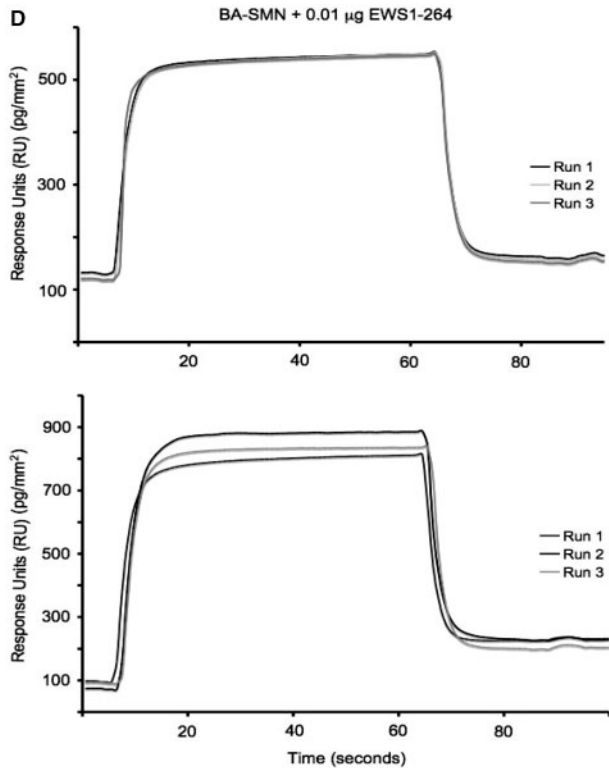 D
BA-SMN + 0.01 µg EWS1-264
Response Units (RU) (pg/mm²)
500
300
100
20
40
60
80
Run 1
Run 2
Run 3
Response Units (RU) (pg/mm²)
900
700
500
300
100
20
40
60
80
Run 1
Run 2
Run 3
Time (seconds)